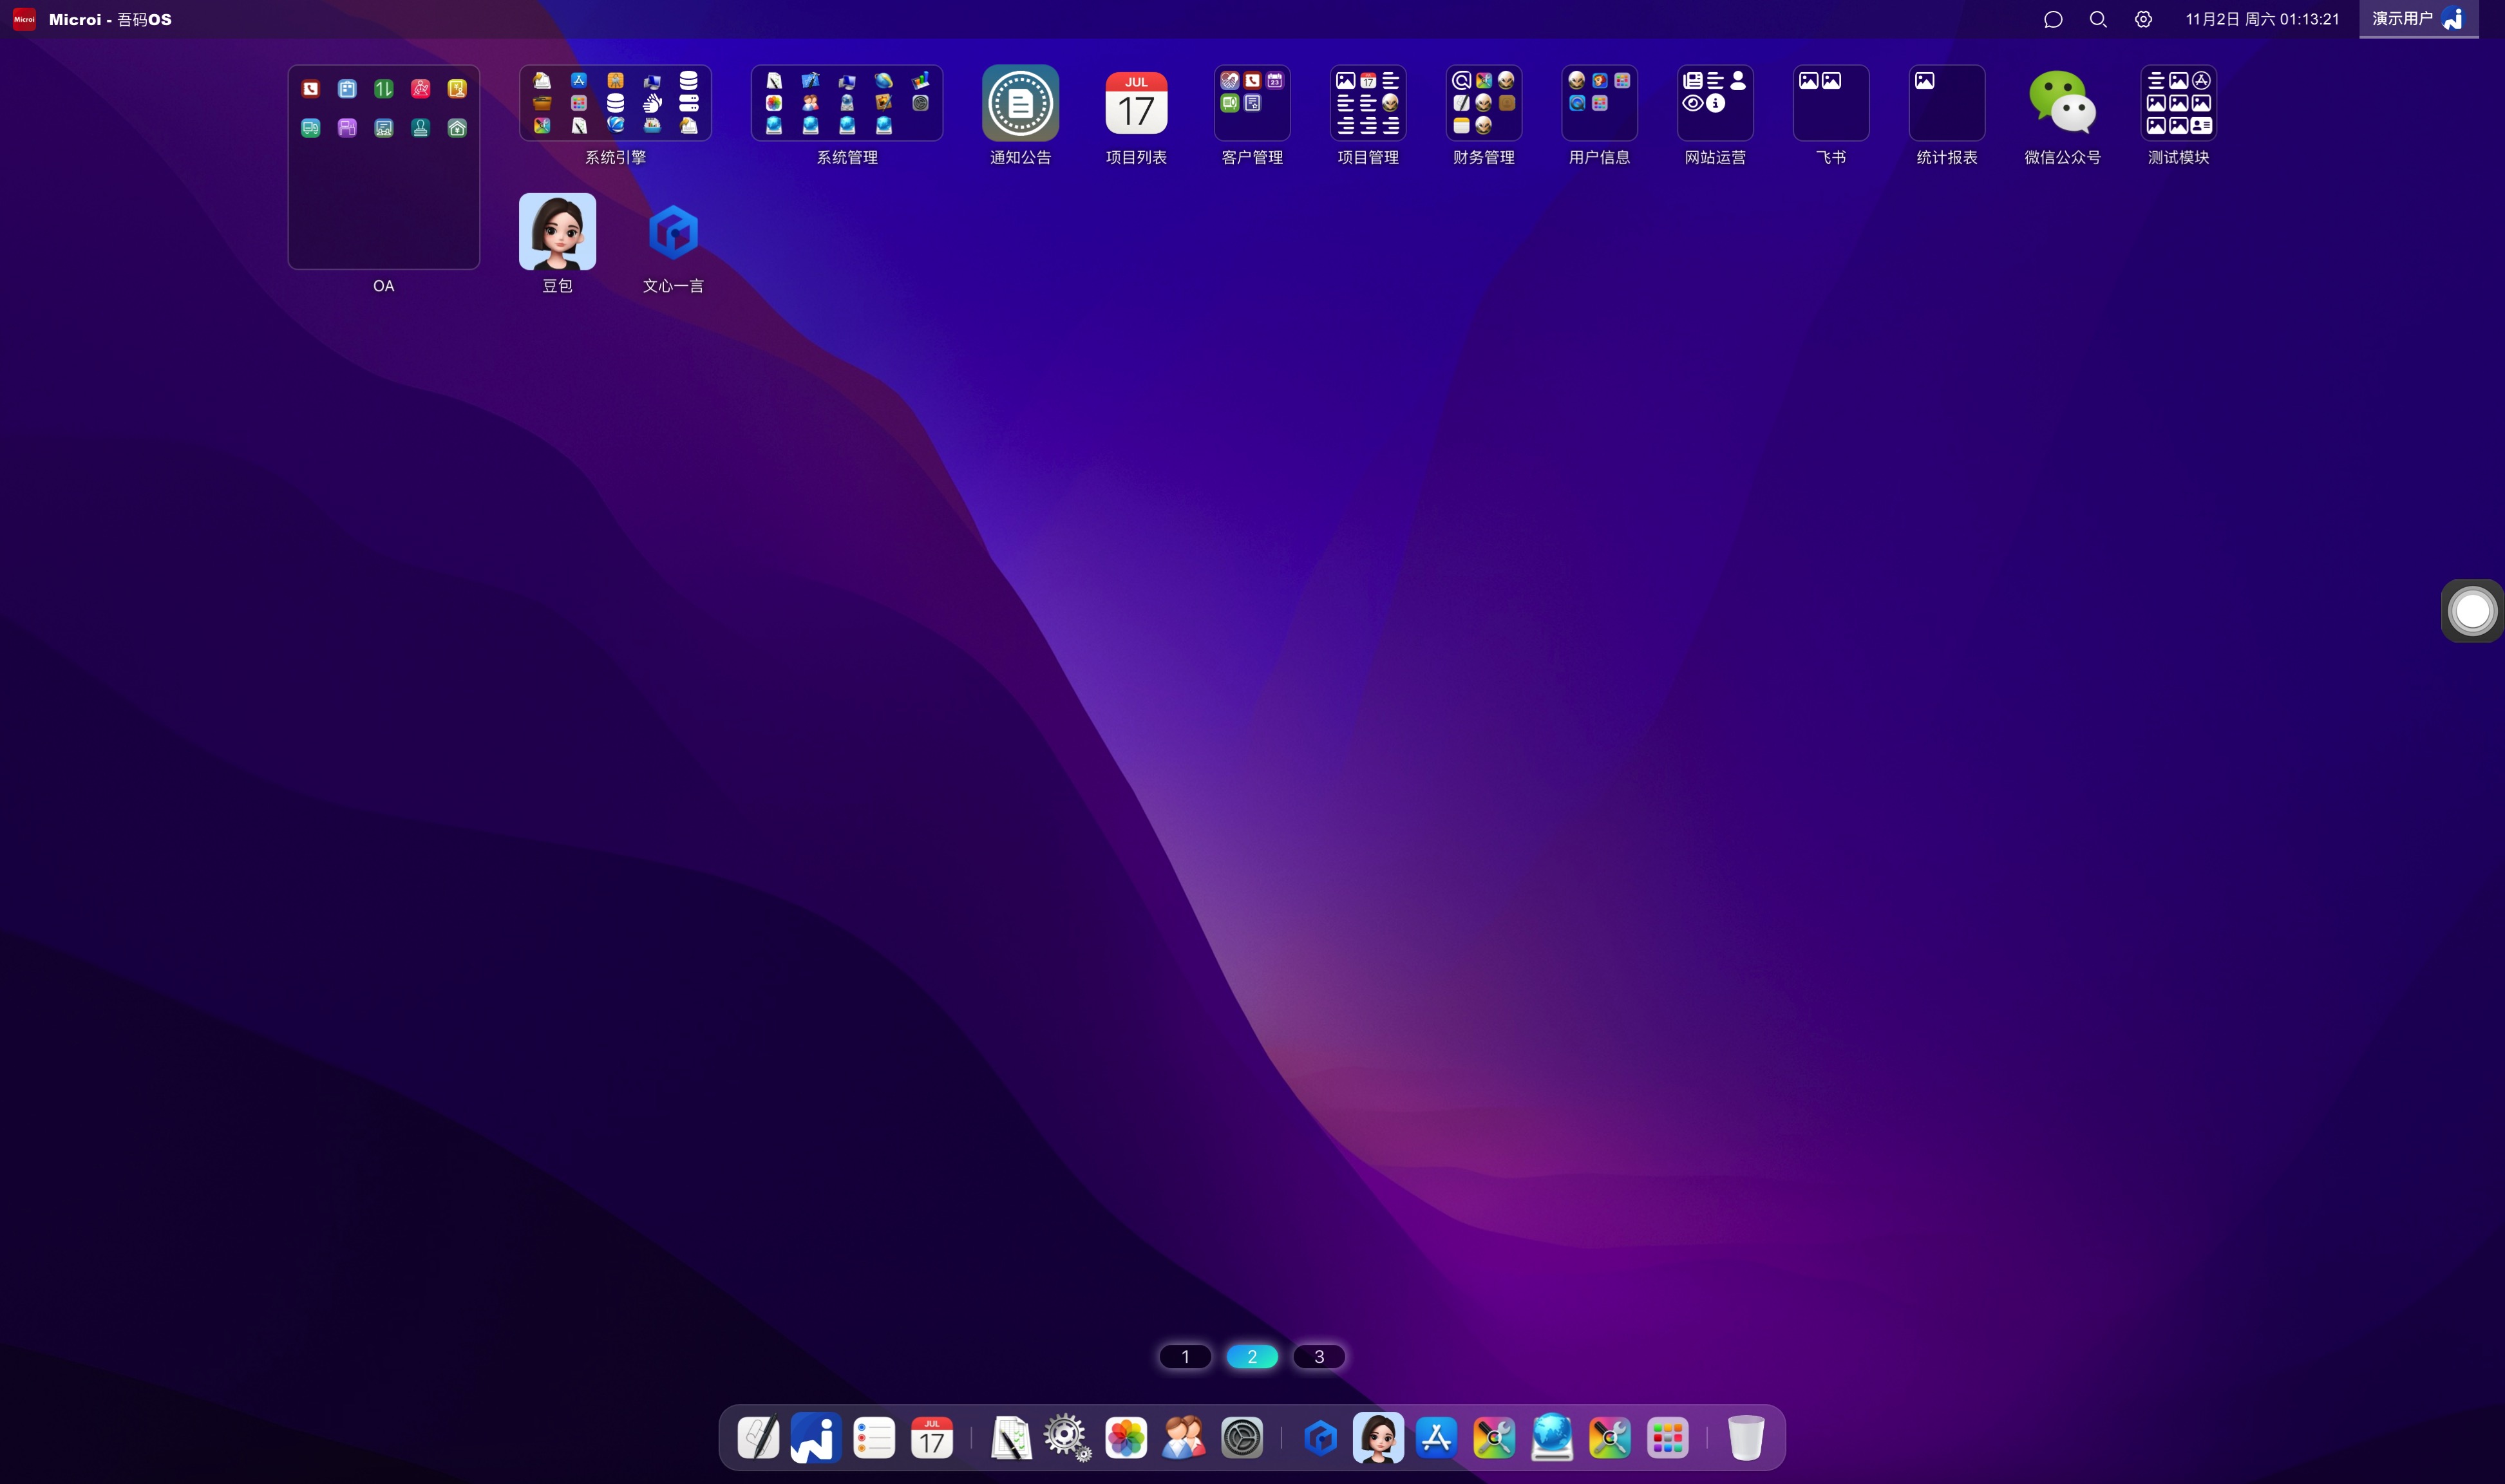 Microi Microi - 吾码OS 11月2日 周六 01:13:21 演示用户
JUL
17
OA
系统引擎
系统管理
通知公告
项目列表
客户管理
项目管理
财务管理
用户信息
网站运营
飞书
统计报表
微信公众号
测试模块
豆包
文心一言
1 2 3
JUL
17